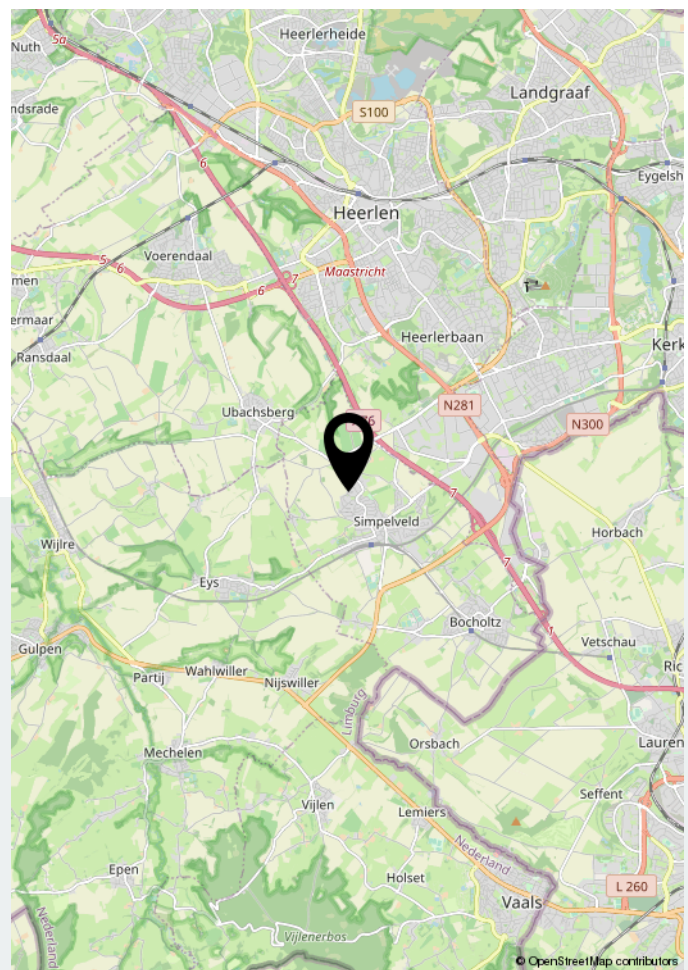 5a
Nuth
Heerlerheide
Landgraaf
ndsrade
S100
6
Eygelsh
Heerlen
Voerendaal
Maastricht
5
6
6
7
men
ermaar
Ransdaal
Heerlerbaan
Kerk
N281
Ubachsberg
N300
7
Simpelveld
Horbach
Wijlre
7
Eys
1
Bocholtz
Vetschau
Gulpen
Ric
Partij
Wahlwiller
Nijswiller
Limburg
Orsbach
Lauren
Mechelen
Seffent
Vijlen
Lemiers
Nederland
Epen
Holset
L 260
Vaals
Nederland
Vijlenerbos
© OpenStreetMap contributors